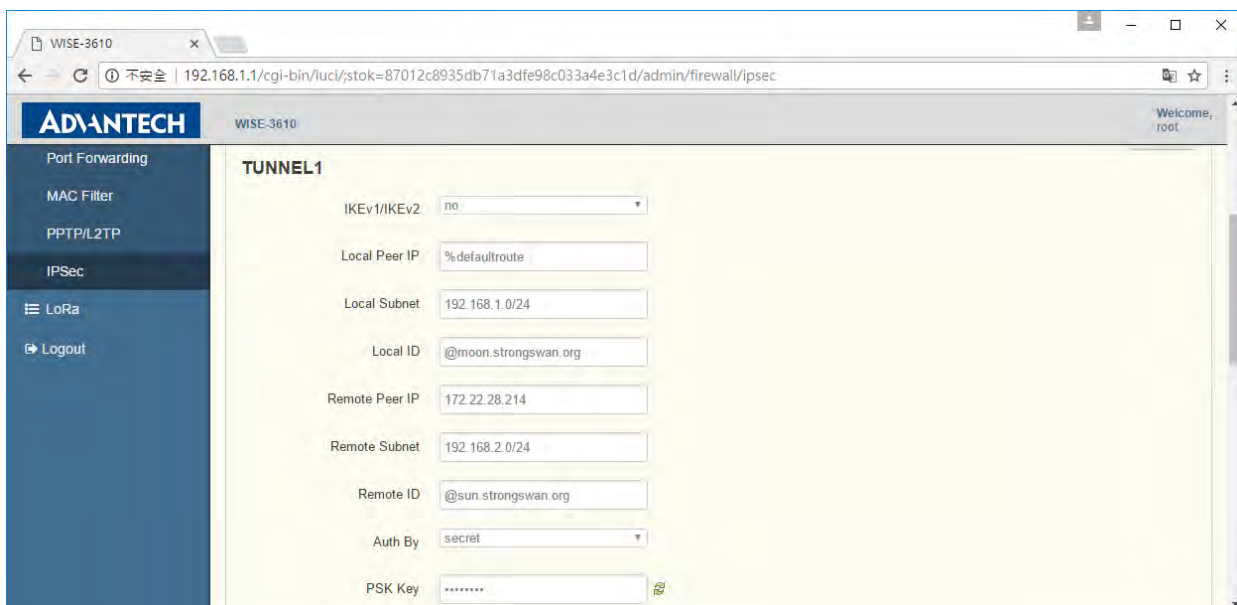 WISE-3610
不安全 | 192.168.1.1/cgi-bin/luci/;stok=87012c8935db71a3dfe98c033a4e3c1d/admin/firewall/ipsec
ADVANTECH
WISE-3610
Welcome,
root
Port Forwarding
MAC Filter
PPTP/L2TP
IPSec
LoRa
Logout
TUNNEL1
IKEv1/IKEv2 no
Local Peer IP %defaultroute
Local Subnet 192.168.1.0/24
Local ID @moon.strongswan.org
Remote Peer IP 172.22.28.214
Remote Subnet 192.168.2.0/24
Remote ID @sun.strongswan.org
Auth By secret
PSK Key ••••••••